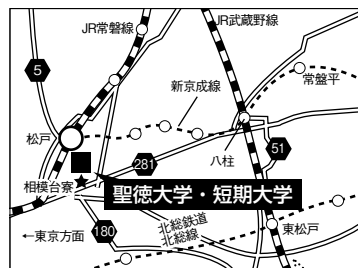 JR常磐線
JR武蔵野線
5
常盤平
新京成線
松戸
51
281
八柱
相模台寮
聖徳大学・短期大学
北総鉄道
北総線
←東京方面
180
東松戸